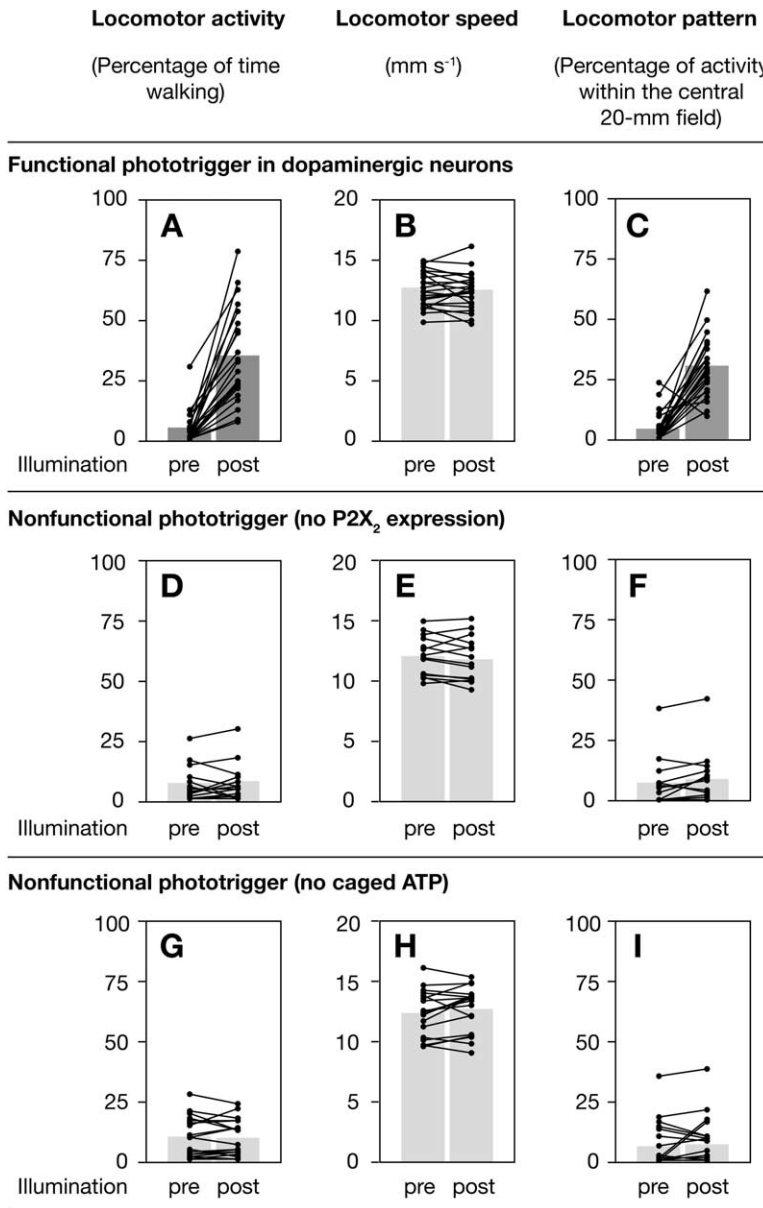 Locomotor activity Locomotor speed Locomotor pattern
(Percentage of time (mm s⁻¹) (Percentage of activity
walking) within the central
20-mm field)
Functional phototrigger in dopaminergic neurons
100 20 100
A B C
75 15 75
50 10 50
25 5 25
0 0 0
Illumination pre post pre post pre post
Nonfunctional phototrigger (no P2X₂ expression)
100 20 100
D E F
75 15 75
50 10 50
25 5 25
0 0 0
Illumination pre post pre post pre post
Nonfunctional phototrigger (no caged ATP)
100 20 100
G H I
75 15 75
50 10 50
25 5 25
0 0 0
Illumination pre post pre post pre post